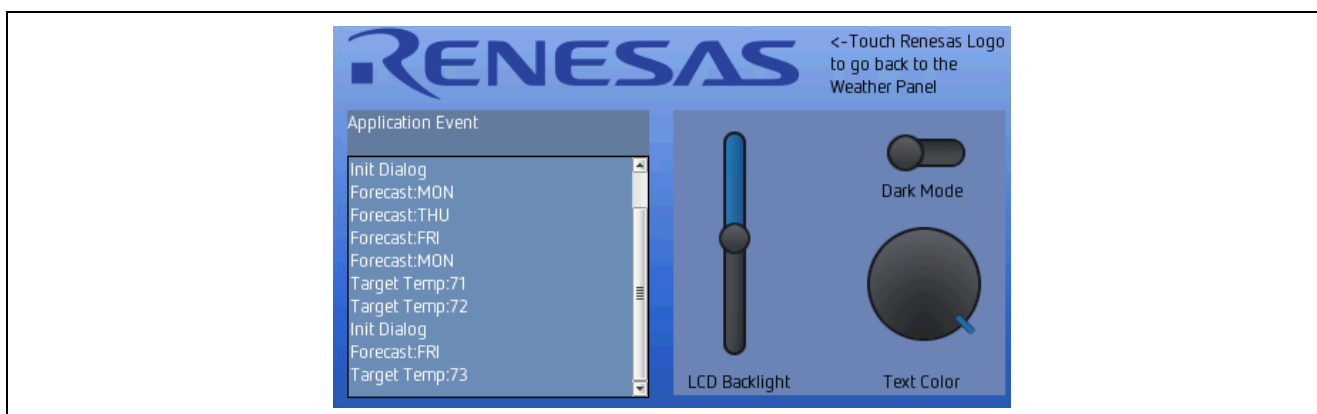 RENESAS
<-Touch Renesas Logo
to go back to the
Weather Panel
Application Event
Init Dialog
Forecast:MON
Forecast:THU
Forecast:FRI
Forecast:MON
Target Temp:71
Target Temp:72
Init Dialog
Forecast:FRI
Target Temp:73
Dark Mode
LCD Backlight
Text Color